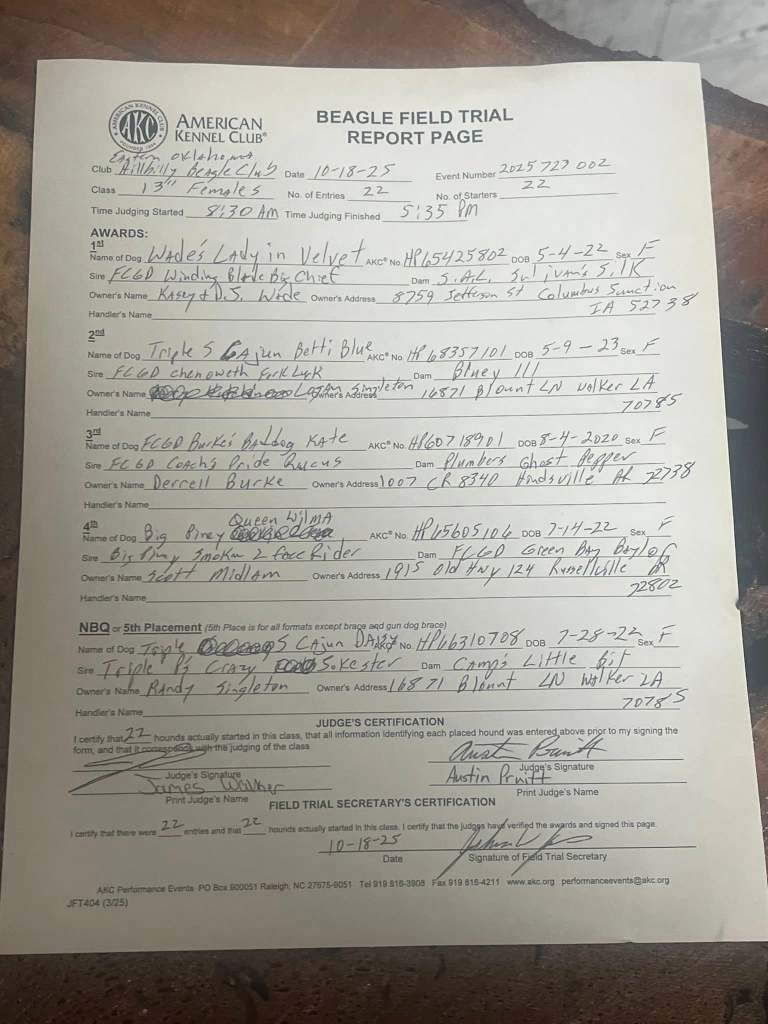 AMERICAN KENNEL CLUB
AKC
AMERICAN
KENNEL CLUB®
BEAGLE FIELD TRIAL
REPORT PAGE
Eastern Oklahoma
Club Hillbilly Beagle Club Date 10-18-25 Event Number 2025727002
Class 13" Females No. of Entries 22 No. of Starters 22
Time Judging Started 8:30 AM Time Judging Finished 5:35 PM
AWARDS:
1st
Name of Dog Wade's Lady in Velvet AKC® No. HP65425802 DOB 5-4-22 Sex F
Sire FCGD Winding Blade Big Chief Dam S.A.L. Sulivan's SilK
Owner's Name Kasey & D.S. Wade Owner's Address 8759 Jefferson St Columbus Junction
Handler's Name IA 52738
2nd
Name of Dog Triple S CAjun Betti Blue AKC® No. HP68357101 DOB 5-9-23 Sex F
Sire FCGD Chenoweth Fork Dam Bluey III
Owner's Name Logan Singleton Owner's Address 16871 Blount LN Walker LA
Handler's Name 70785
3rd
Name of Dog FCGD Burke's Baddog KAte AKC® No. HP60718901 DOB 8-4-2020 Sex F
Sire FCGD Coach's Pride Rucus Dam Plumbers Ghost Pepper
Owner's Name Derrell Burke Owner's Address 1007 CR 8340 Hindsville AR 72738
Handler's Name
4th
Queen WilmA
Name of Dog Big Piney AKC® No. HP65605106 DOB 7-14-22 Sex F
Sire Big Piney Smokin 2 face Rider Dam FCGD Green Bay Baylor
Owner's Name Scott Midlam Owner's Address 1915 Old Hwy 124 Russellville AR
Handler's Name 72802
NBQ or 5th Placement (5th Place is for all formats except brace and gun dog brace)
Name of Dog Triple S CAjun DAisy AKC® No. HP66310708 DOB 7-28-22 Sex F
Sire Triple P's Crazy Dam Camp's Little Bit
Owner's Name Randy Singleton Owner's Address 16871 Blount LN Walker LA
Handler's Name 70785
JUDGE'S CERTIFICATION
I certify that 22 hounds actually started in this class, that all information identifying each placed hound was entered above prior to my signing the
form, and that it corresponds with the judging of the class
Judge's Signature
James Walker
Print Judge's Name
Austin Pruitt
Judge's Signature
Austin Pruitt
Print Judge's Name
FIELD TRIAL SECRETARY'S CERTIFICATION
I certify that there were 22 entries and that 22 hounds actually started in this class. I certify that the judges have verified the awards and signed this page.
10-18-25
Date Signature of Field Trial Secretary
AKC Performance Events PO Box 900051 Raleigh, NC 27675-9051 Tel 919 816-3908 Fax 919 816-4211 www.akc.org performanceevents@akc.org
JFT404 (3/25)